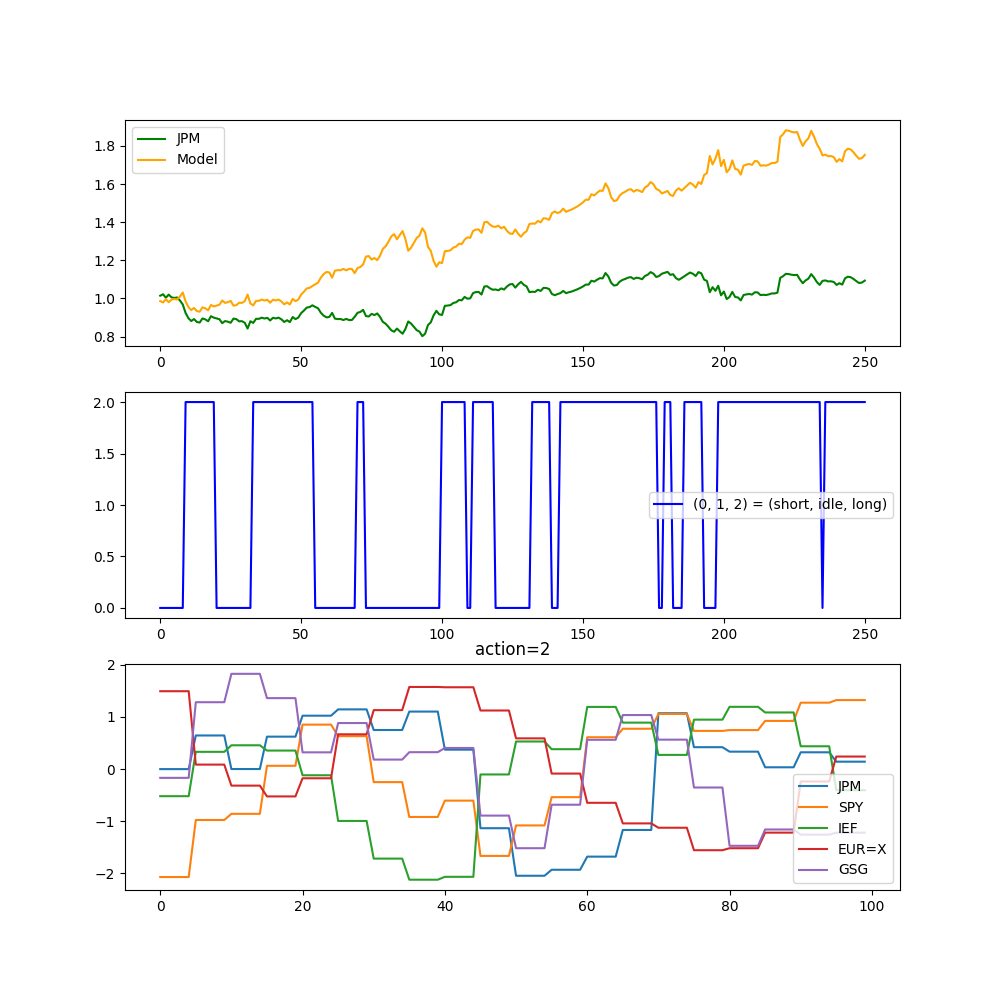 JPM
Model
1.8
1.6
1.4
1.2
1.0
0.8
0 50 100 150 200 250
2.0
1.5
1.0
0.5
0.0
(0, 1, 2) = (short, idle, long)
0 50 100 150 200 250
action=2
2
1
0
−1
−2
JPM
SPY
IEF
EUR=X
GSG
0 20 40 60 80 100